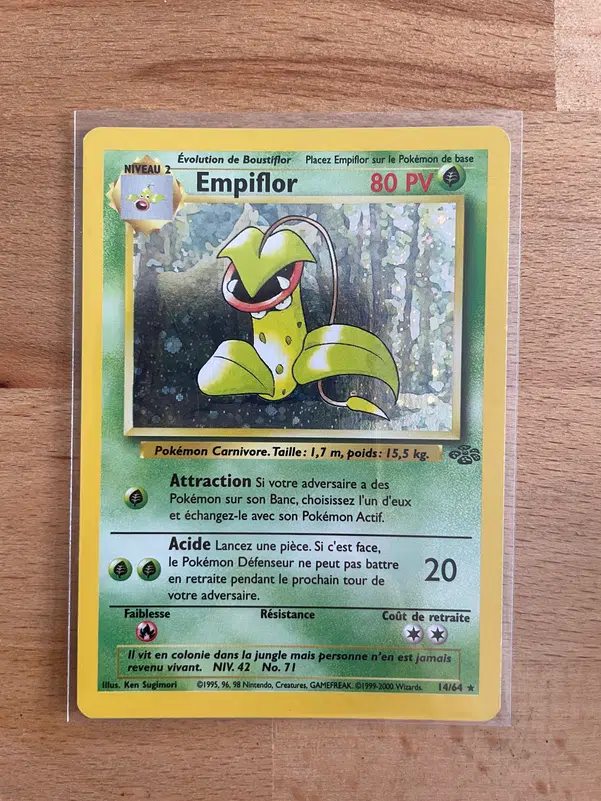 Évolution de Boustiflor Placez Empiflor sur le Pokémon de base
NIVEAU 2
Empiflor 80 PV
Pokémon Carnivore. Taille: 1,7 m, poids: 15,5 kg.
Attraction Si votre adversaire a des
Pokémon sur son Banc, choisissez l'un d'eux
et échangez-le avec son Pokémon Actif.
Acide Lancez une pièce. Si c'est face,
le Pokémon Défenseur ne peut pas battre
en retraite pendant le prochain tour de
votre adversaire.
20
Faiblesse Résistance Coût de retraite
Il vit en colonie dans la jungle mais personne n'en est jamais
revenu vivant. NIV. 42 No. 71
Illus. Ken Sugimori ©1995, 96, 98 Nintendo, Creatures, GAMEFREAK. ©1999-2000 Wizards. 14/64 ★